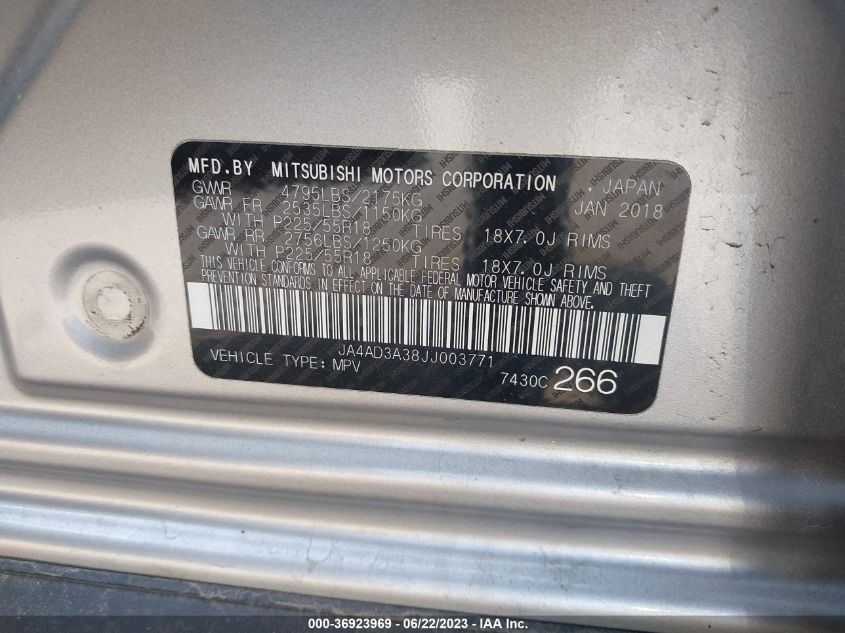 MFD.BY MITSUBISHI MOTORS CORPORATION , JAPAN
GVWR 4795LBS/2175KG JAN 2018
GAWR FR 2535LBS/1150KG
WITH P225/55R18 TIRES 18X7.0J RIMS
GAWR RR 2756LBS/1250KG
WITH P225/55R18 TIRES 18X7.0J RIMS
THIS VEHICLE CONFORMS TO ALL APPLICABLE FEDERAL MOTOR VEHICLE SAFETY AND THEFT
PREVENTION STANDARDS IN EFFECT ON THE DATE OF MANUFACTURE SHOWN ABOVE.
JA4AD3A38JJ003771
VEHICLE TYPE: MPV 7430C 266
000-36923969 - 06/22/2023 - IAAI.COM